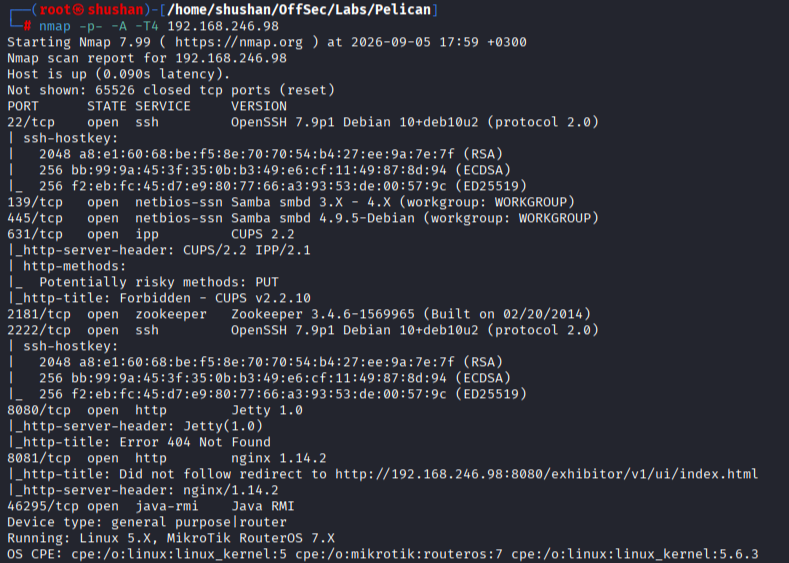 ┌──(root㉿shushan)-[/home/shushan/OffSec/Labs/Pelican]
└─# nmap -p- -A -T4 192.168.246.98
Starting Nmap 7.99 ( https://nmap.org ) at 2026-09-05 17:59 +0300
Nmap scan report for 192.168.246.98
Host is up (0.090s latency).
Not shown: 65526 closed tcp ports (reset)
PORT      STATE SERVICE     VERSION
22/tcp    open  ssh         OpenSSH 7.9p1 Debian 10+deb10u2 (protocol 2.0)
| ssh-hostkey:
|   2048 a8:e1:60:68:be:f5:8e:70:70:54:b4:27:ee:9a:7e:7f (RSA)
|   256 bb:99:9a:45:3f:35:0b:b3:49:e6:cf:11:49:87:8d:94 (ECDSA)
|_  256 f2:eb:fc:45:d7:e9:80:77:66:a3:93:53:de:00:57:9c (ED25519)
139/tcp   open  netbios-ssn Samba smbd 3.X - 4.X (workgroup: WORKGROUP)
445/tcp   open  netbios-ssn Samba smbd 4.9.5-Debian (workgroup: WORKGROUP)
631/tcp   open  ipp         CUPS 2.2
|_http-server-header: CUPS/2.2 IPP/2.1
| http-methods:
|_  Potentially risky methods: PUT
|_http-title: Forbidden - CUPS v2.2.10
2181/tcp  open  zookeeper   Zookeeper 3.4.6-1569965 (Built on 02/20/2014)
2222/tcp  open  ssh         OpenSSH 7.9p1 Debian 10+deb10u2 (protocol 2.0)
| ssh-hostkey:
|   2048 a8:e1:60:68:be:f5:8e:70:70:54:b4:27:ee:9a:7e:7f (RSA)
|   256 bb:99:9a:45:3f:35:0b:b3:49:e6:cf:11:49:87:8d:94 (ECDSA)
|_  256 f2:eb:fc:45:d7:e9:80:77:66:a3:93:53:de:00:57:9c (ED25519)
8080/tcp  open  http        Jetty 1.0
|_http-server-header: Jetty(1.0)
|_http-title: Error 404 Not Found
8081/tcp  open  http        nginx 1.14.2
|_http-title: Did not follow redirect to http://192.168.246.98:8080/exhibitor/v1/ui/index.html
|_http-server-header: nginx/1.14.2
46295/tcp open  java-rmi    Java RMI
Device type: general purpose|router
Running: Linux 5.X, MikroTik RouterOS 7.X
OS CPE: cpe:/o:linux:linux_kernel:5 cpe:/o:mikrotik:routeros:7 cpe:/o:linux:linux_kernel:5.6.3